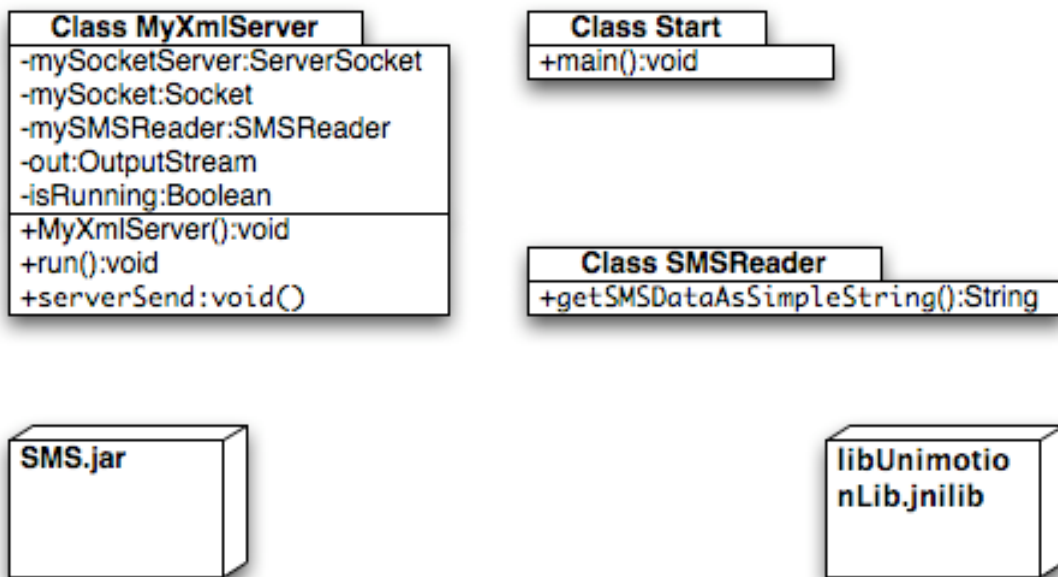 Class MyXmlServer
-mySocketServer:ServerSocket
-mySocket:Socket
-mySMSReader:SMSReader
-out:OutputStream
-isRunning:Boolean
+MyXmlServer():void
+run():void
+serverSend:void()
Class Start
+main():void
Class SMSReader
+getSMSDataAsSimpleString():String
SMS.jar
libUnimotio
nLib.jnilib